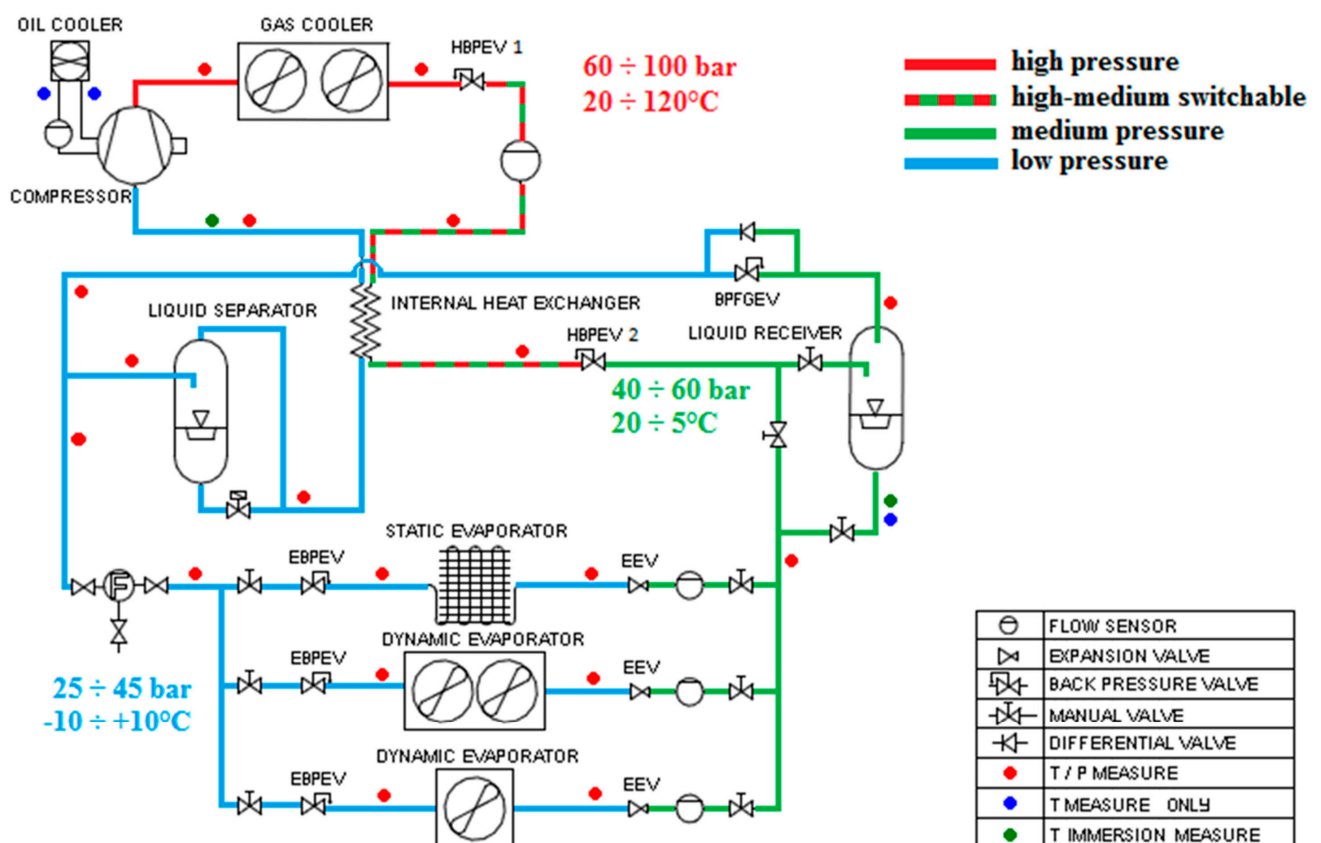 OIL COOLER
GAS COOLER
HBPEV 1
60 ÷ 100 bar
20 ÷ 120°C
high pressure
high-medium switchable
medium pressure
low pressure
COMPRESSOR
BPFGEV
LIQUID SEPARATOR
INTERNAL HEAT EXCHANGER
HBPEV 2
LIQUID RECEIVER
40 ÷ 60 bar
20 ÷ 5°C
STATIC EVAPORATOR
EBPEV
EEV
F
DYNAMIC EVAPORATOR
EBPEV
EEV
25 ÷ 45 bar
-10 ÷ +10°C
DYNAMIC EVAPORATOR
EBPEV
EEV
FLOW SENSOR
EXPANSION VALVE
BACK PRESSURE VALVE
MANUAL VALVE
DIFFERENTIAL VALVE
T / P MEASURE
T MEASURE ONLY
T IMMERSION MEASURE